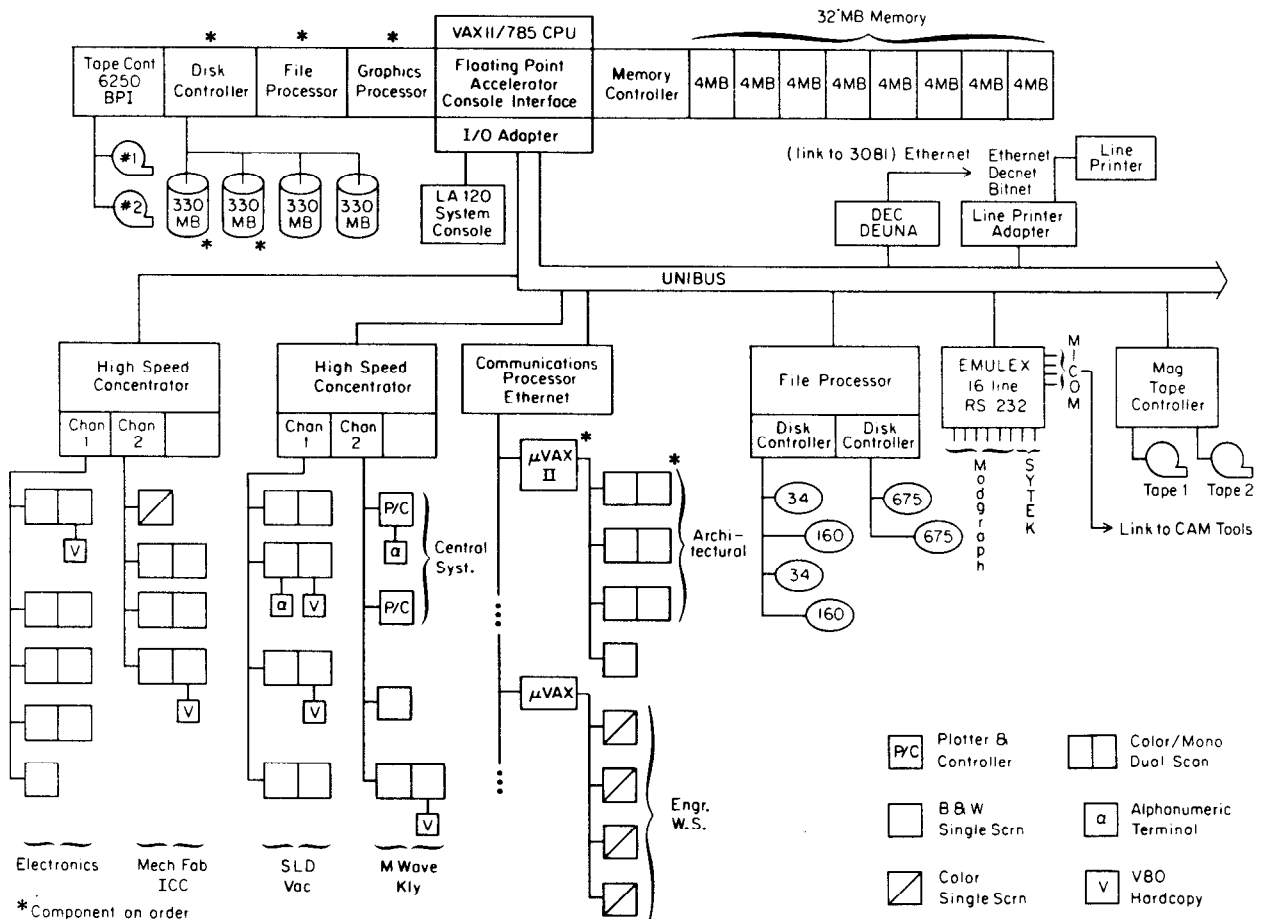 VAX11/785 CPU
32 MB Memory
* * *
Tape Cont
6250
BPI
Disk
Controller
File
Processor
Graphics
Processor
Floating Point
Accelerator
Console Interface
Memory
Controller
4MB 4MB 4MB 4MB 4MB 4MB 4MB 4MB
I/O Adapter
#1
#2
330
MB
330
MB
330
MB
330
MB
* *
LA 120
System
Console
(link to 3081) Ethernet
Ethernet
Decnet
Bitnet
Line
Printer
DEC
DEUNA
Line Printer
Adapter
UNIBUS
High Speed
Concentrator
Chan
1
Chan
2
High Speed
Concentrator
Chan
1
Chan
2
Communications
Processor
Ethernet
File Processor
Disk
Controller
Disk
Controller
EMULEX
16 line
RS 232
MICOM
Mag
Tape
Controller
Tape 1
Tape 2
Modgraph
SYTEK
Link to CAM Tools
34
160
34
160
675
675
μVAX
II
*
*
Archi-
tectural
μVAX
Engr.
W.S.
V
V
α
V
V
P/C
α
P/C
Central
Syst.
V
Electronics
Mech Fab
ICC
SLD
Vac
M Wave
Kly
P/C
Plotter &
Controller
Color/Mono
Dual Scan
B & W
Single Scrn
α
Alphanumeric
Terminal
Color
Single Scrn
V
V80
Hardcopy
*Component on order